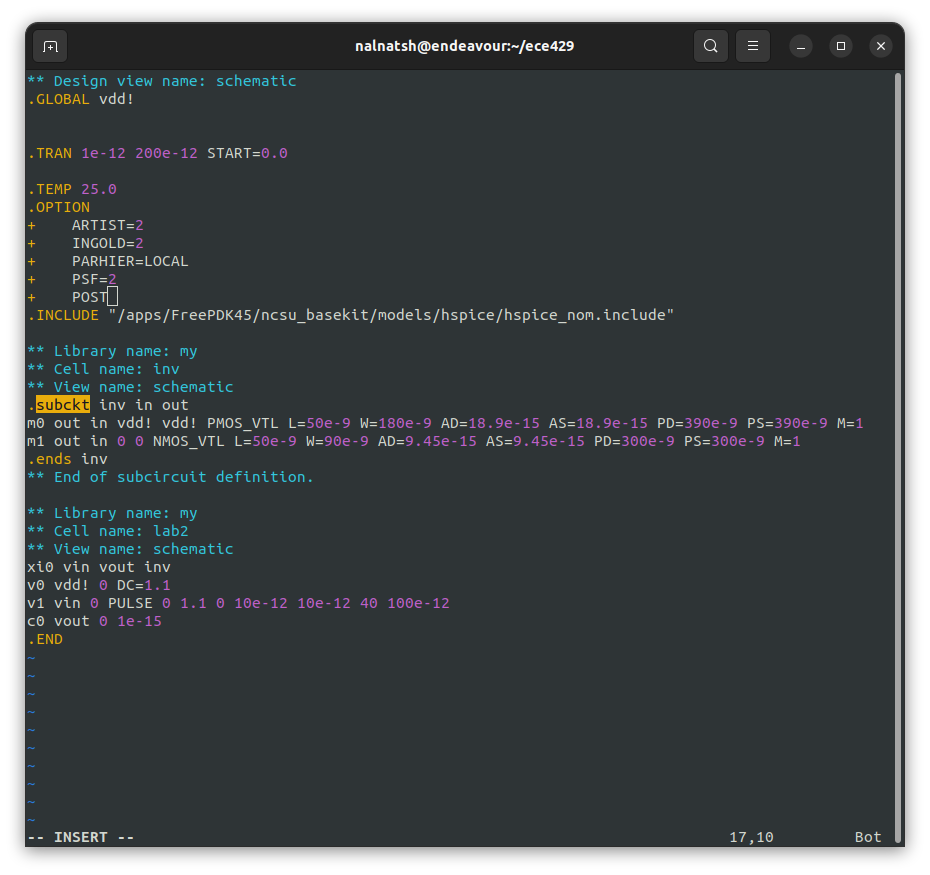 nalnatsh@endeavour:~/ece429
** Design view name: schematic
.GLOBAL vdd!
.TRAN 1e-12 200e-12 START=0.0
.TEMP 25.0
.OPTION
+    ARTIST=2
+    INGOLD=2
+    PARHIER=LOCAL
+    PSF=2
+    POST
.INCLUDE "/apps/FreePDK45/ncsu_basekit/models/hspice/hspice_nom.include"
** Library name: my
** Cell name: inv
** View name: schematic
.subckt inv in out
m0 out in vdd! vdd! PMOS_VTL L=50e-9 W=180e-9 AD=18.9e-15 AS=18.9e-15 PD=390e-9 PS=390e-9 M=1
m1 out in 0 0 NMOS_VTL L=50e-9 W=90e-9 AD=9.45e-15 AS=9.45e-15 PD=300e-9 PS=300e-9 M=1
.ends inv
** End of subcircuit definition.
** Library name: my
** Cell name: lab2
** View name: schematic
xi0 vin vout inv
v0 vdd! 0 DC=1.1
v1 vin 0 PULSE 0 1.1 0 10e-12 10e-12 40 100e-12
c0 vout 0 1e-15
.END
~
~
~
~
~
~
~
~
~
~
-- INSERT -- 17,10 Bot